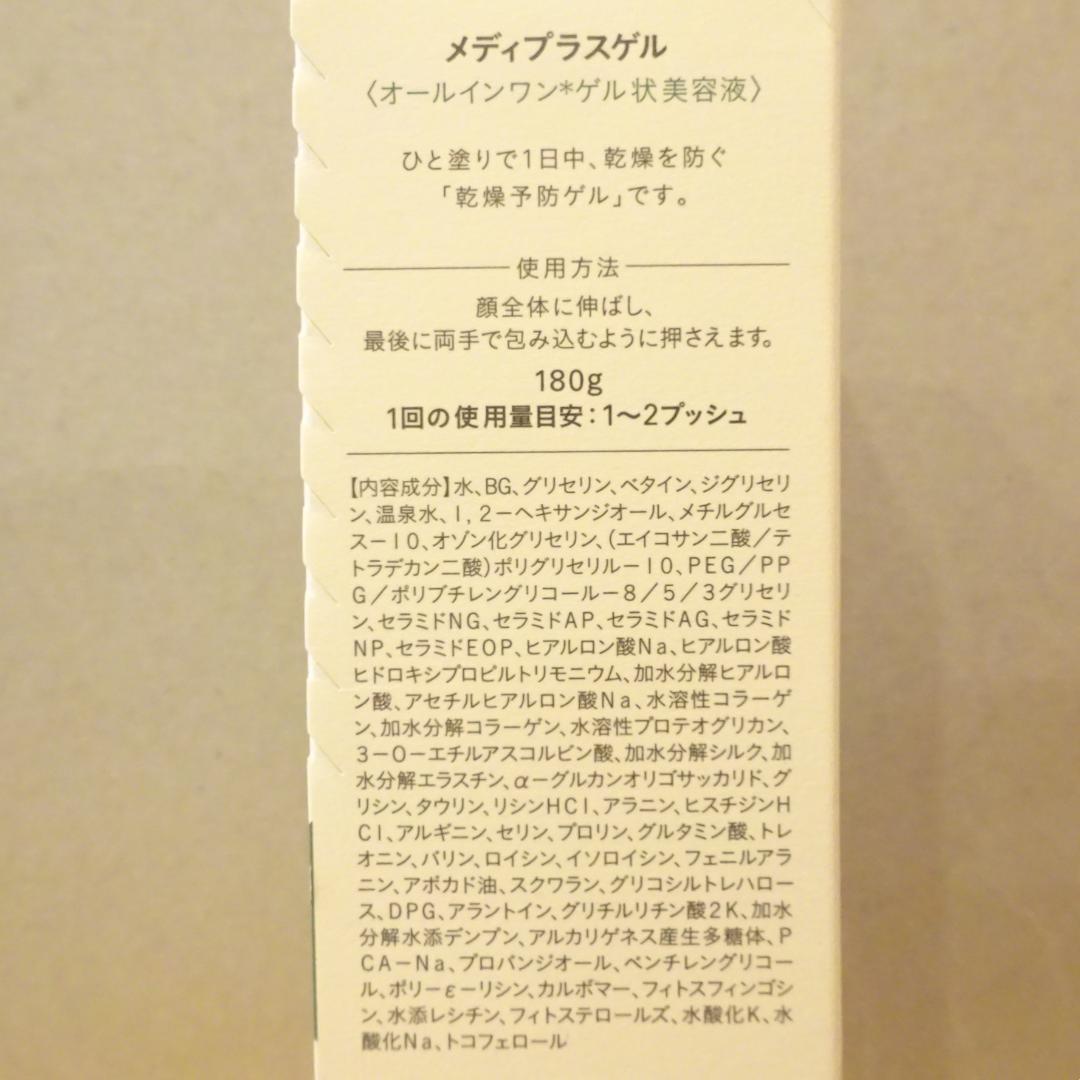 メディプラスゲル
〈オールインワン*ゲル状美容液〉
ひと塗りで1日中、乾燥を防ぐ
「乾燥予防ゲル」です。
使用方法
顔全体に伸ばし、
最後に両手で包み込むように押さえます。
180g
1回の使用量目安：1〜2プッシュ
【内容成分】水、BG、グリセリン、ベタイン、ジグリセリ
ン、温泉水、1，2－ヘキサンジオール、メチルグルセ
ス－10、オゾン化グリセリン、(エイコサン二酸／テ
トラデカン二酸)ポリグリセリル－10、PEG／PP
G／ポリブチレングリコール－8／5／3グリセリ
ン、セラミドNG、セラミドAP、セラミドAG、セラミド
NP、セラミドEOP、ヒアルロン酸Na、ヒアルロン酸
ヒドロキシプロピルトリモニウム、加水分解ヒアルロ
ン酸、アセチルヒアルロン酸Na、水溶性コラーゲ
ン、加水分解コラーゲン、水溶性プロテオグリカン、
3－O－エチルアスコルビン酸、加水分解シルク、加
水分解エラスチン、α－グルカンオリゴサッカリド、グ
リシン、タウリン、リシンHCl、アラニン、ヒスチジンH
Cl、アルギニン、セリン、プロリン、グルタミン酸、トレ
オニン、バリン、ロイシン、イソロイシン、フェニルアラ
ニン、アボカド油、スクワラン、グリコシルトレハロー
ス、DPG、アラントイン、グリチルリチン酸2K、加水
分解水添デンプン、アルカリゲネス産生多糖体、P
CA－Na、プロパンジオール、ペンチレングリコー
ル、ポリ－ε－リシン、カルボマー、フィトスフィンゴシ
ン、水添レシチン、フィトステロールズ、水酸化K、水
酸化Na、トコフェロール